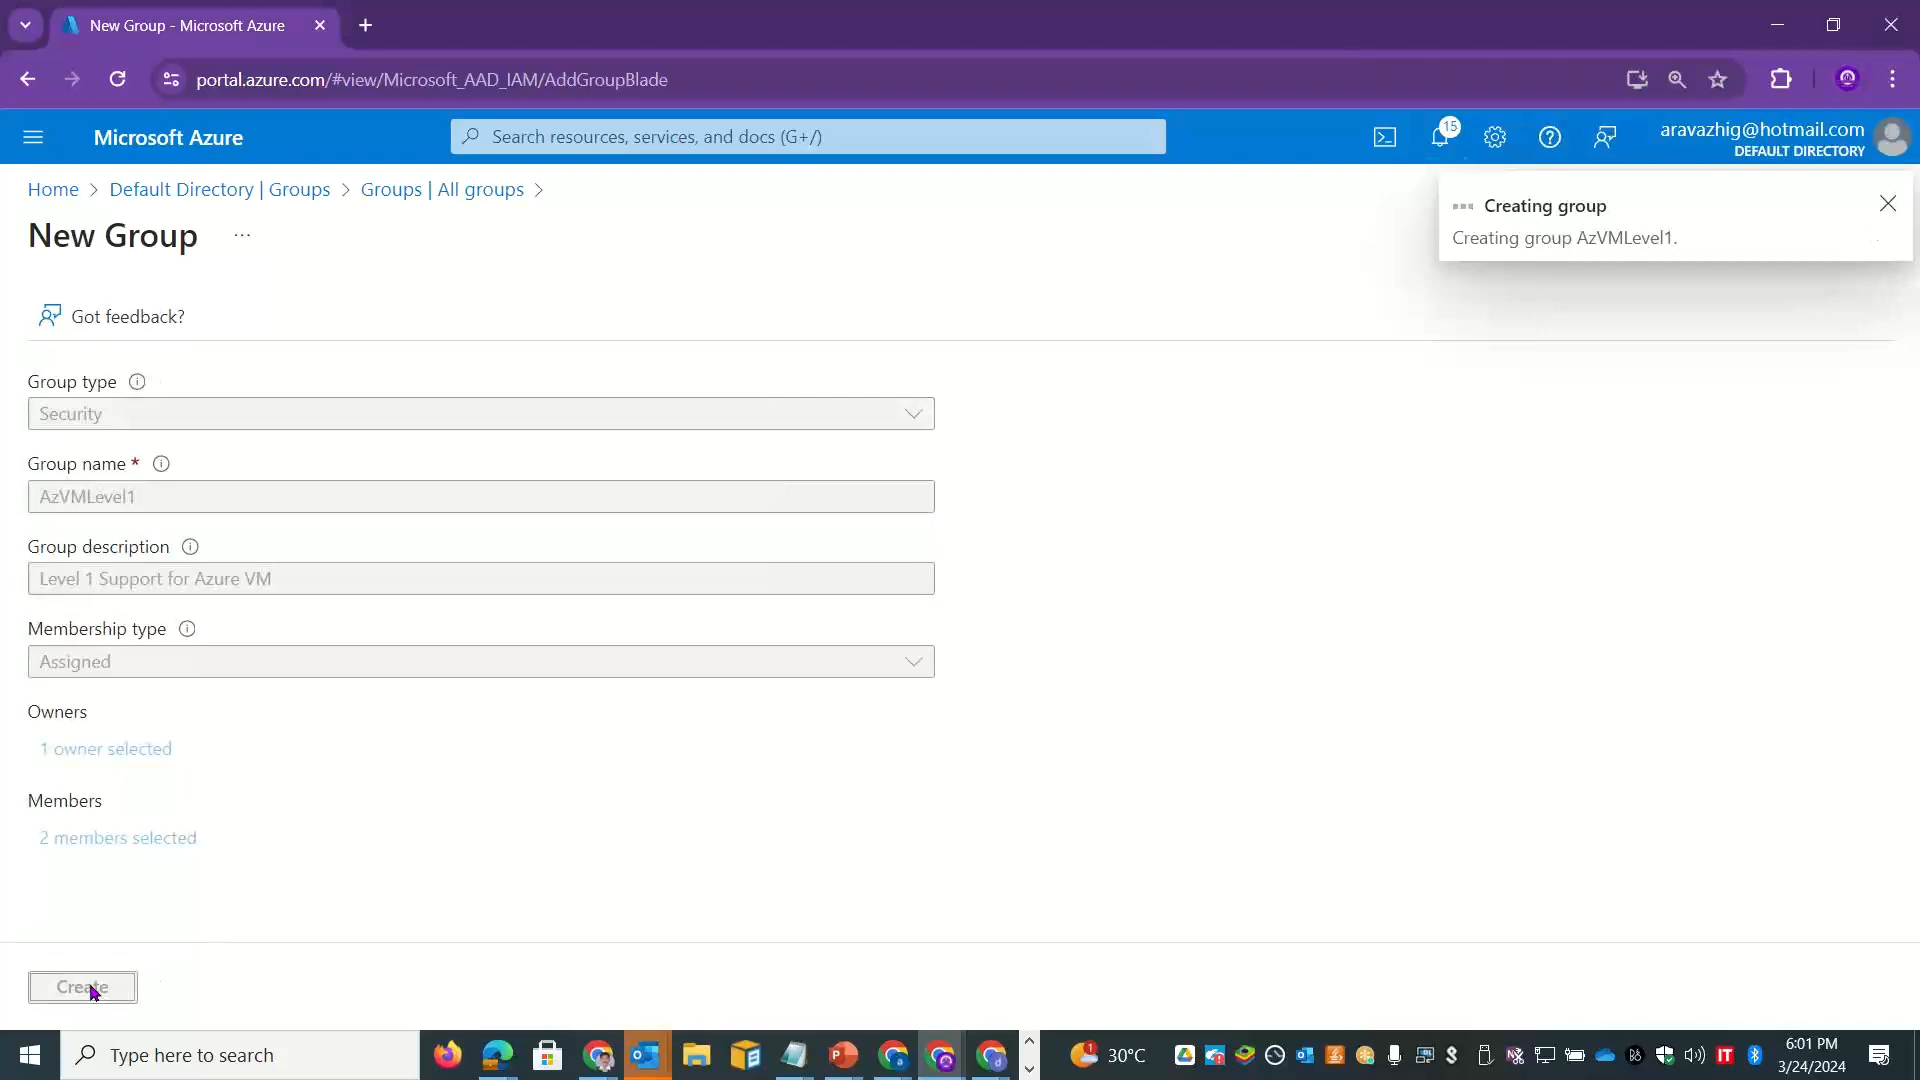 New Group - Microsoft Azure
portal.azure.com/#view/Microsoft_AAD_IAM/AddGroupBlade
Microsoft Azure
Search resources, services, and docs (G+/)
15
aravazhig@hotmail.com
DEFAULT DIRECTORY
Home > Default Directory | Groups > Groups | All groups >
New Group ...
Creating group
Creating group AzVMLevel1.
Got feedback?
Group type
Security
Group name *
AzVMLevel1
Group description
Level 1 Support for Azure VM
Membership type
Assigned
Owners
1 owner selected
Members
2 members selected
Create
Type here to search
1
30°C
IT
6:01 PM
3/24/2024